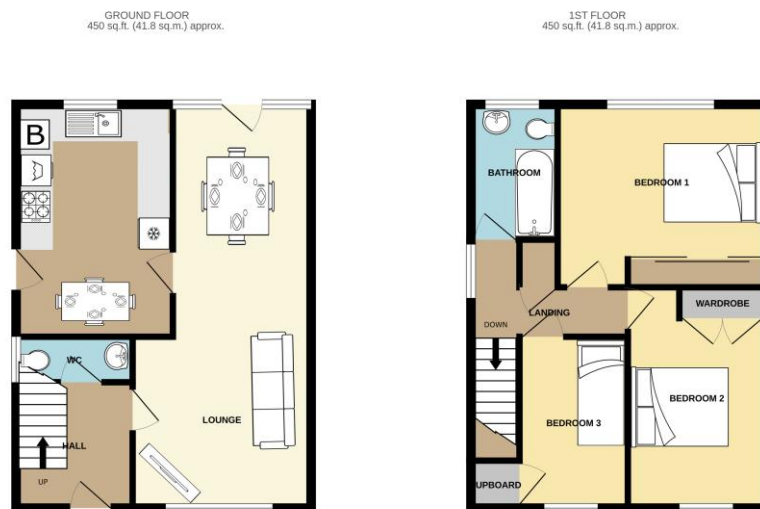 GROUND FLOOR
450 sq.ft. (41.8 sq.m.) approx.
B
WC
LOUNGE
HALL
UP
1ST FLOOR
450 sq.ft. (41.8 sq.m.) approx.
BATHROOM
BEDROOM 1
WARDROBE
LANDING
DOWN
BEDROOM 2
BEDROOM 3
UPBOARD